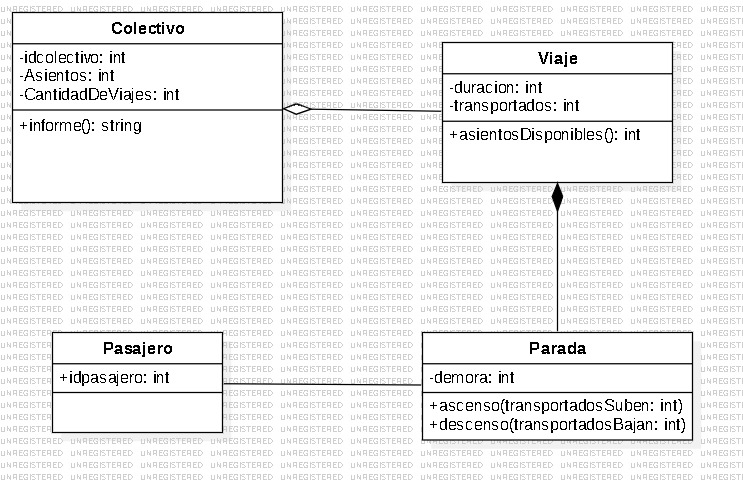 Colectivo
-idcolectivo: int
-Asientos: int
-CantidadDeViajes: int
+informe(): string
Viaje
-duracion: int
-transportados: int
+asientosDisponibles(): int
Pasajero
+idpasajero: int
Parada
-demora: int
+ascenso(transportadosSuben: int)
+descenso(transportadosBajan: int)
UNREGISTERED